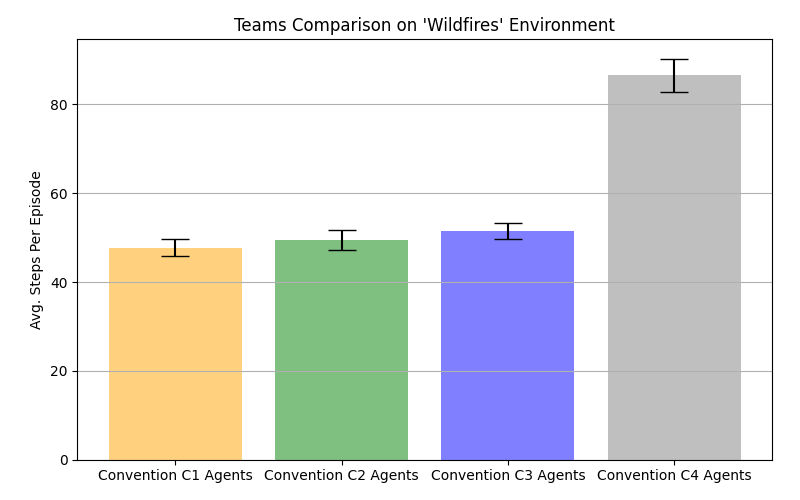 Teams Comparison on 'Wildfires' Environment
Avg. Steps Per Episode
80
60
40
20
0
Convention C1 Agents
Convention C2 Agents
Convention C3 Agents
Convention C4 Agents